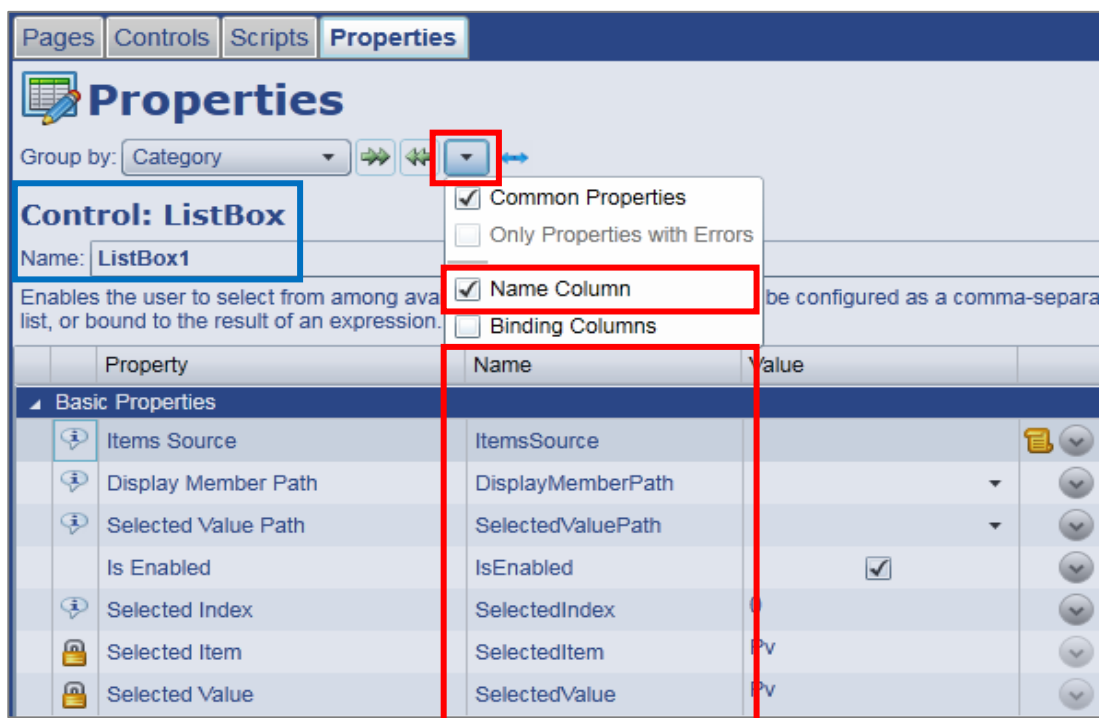 Pages Controls Scripts Properties
Properties
Group by: Category
Common Properties
Only Properties with Errors
Name Column
Binding Columns
Control: ListBox
Name: ListBox1
Enables the user to select from among ava be configured as a comma-separa
list, or bound to the result of an expression.
Property Name Value
Basic Properties
Items Source ItemsSource
Display Member Path DisplayMemberPath
Selected Value Path SelectedValuePath
Is Enabled IsEnabled
Selected Index SelectedIndex 0
Selected Item SelectedItem Pv
Selected Value SelectedValue Pv